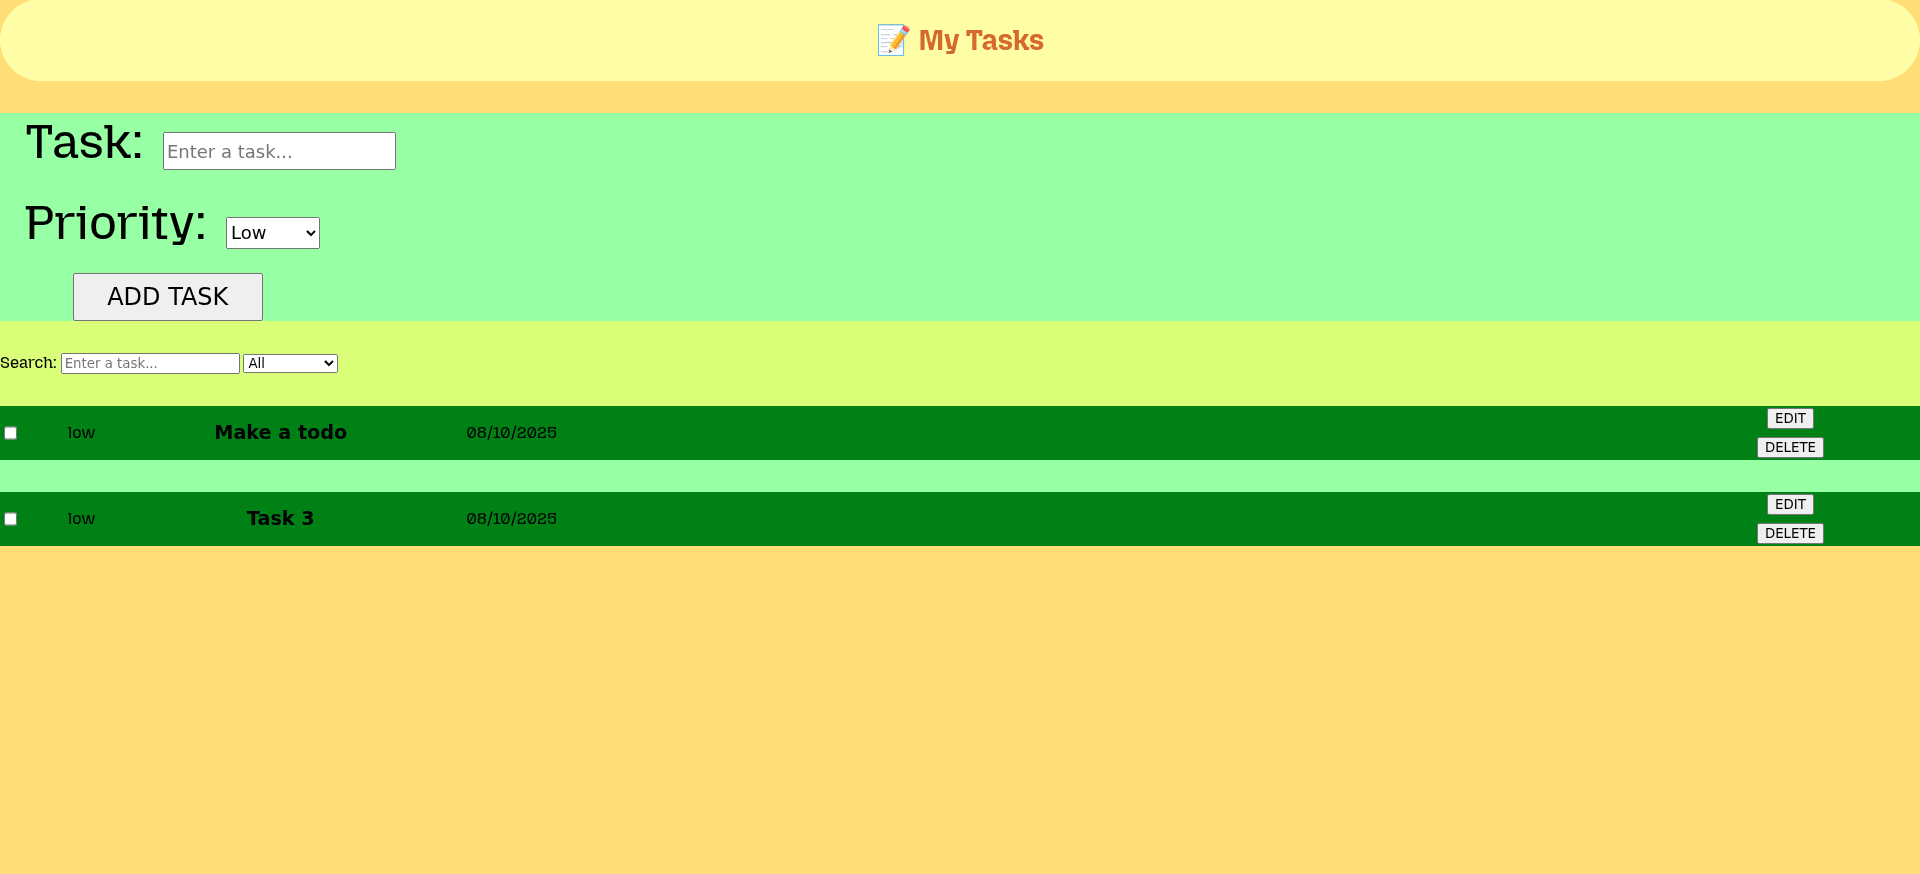 📝 My Tasks
Task: Enter a task...
Priority: Low
ADD TASK
Search: Enter a task... All
low Make a todo 08/10/2025 EDIT
DELETE
low Task 3 08/10/2025 EDIT
DELETE